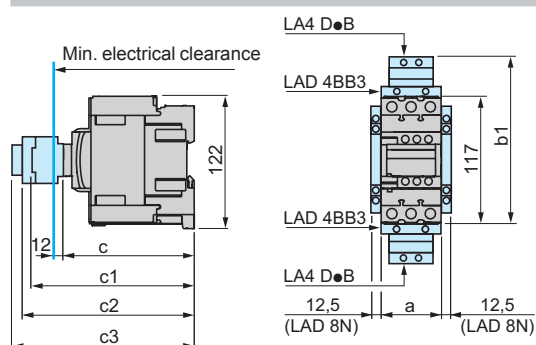 Min. electrical clearance
122
12
c
c1
c2
c3
LA4 D●B
LAD 4BB3
117
b1
LAD 4BB3
LA4 D●B
12,5
(LAD 8N)
a
12,5
(LAD 8N)